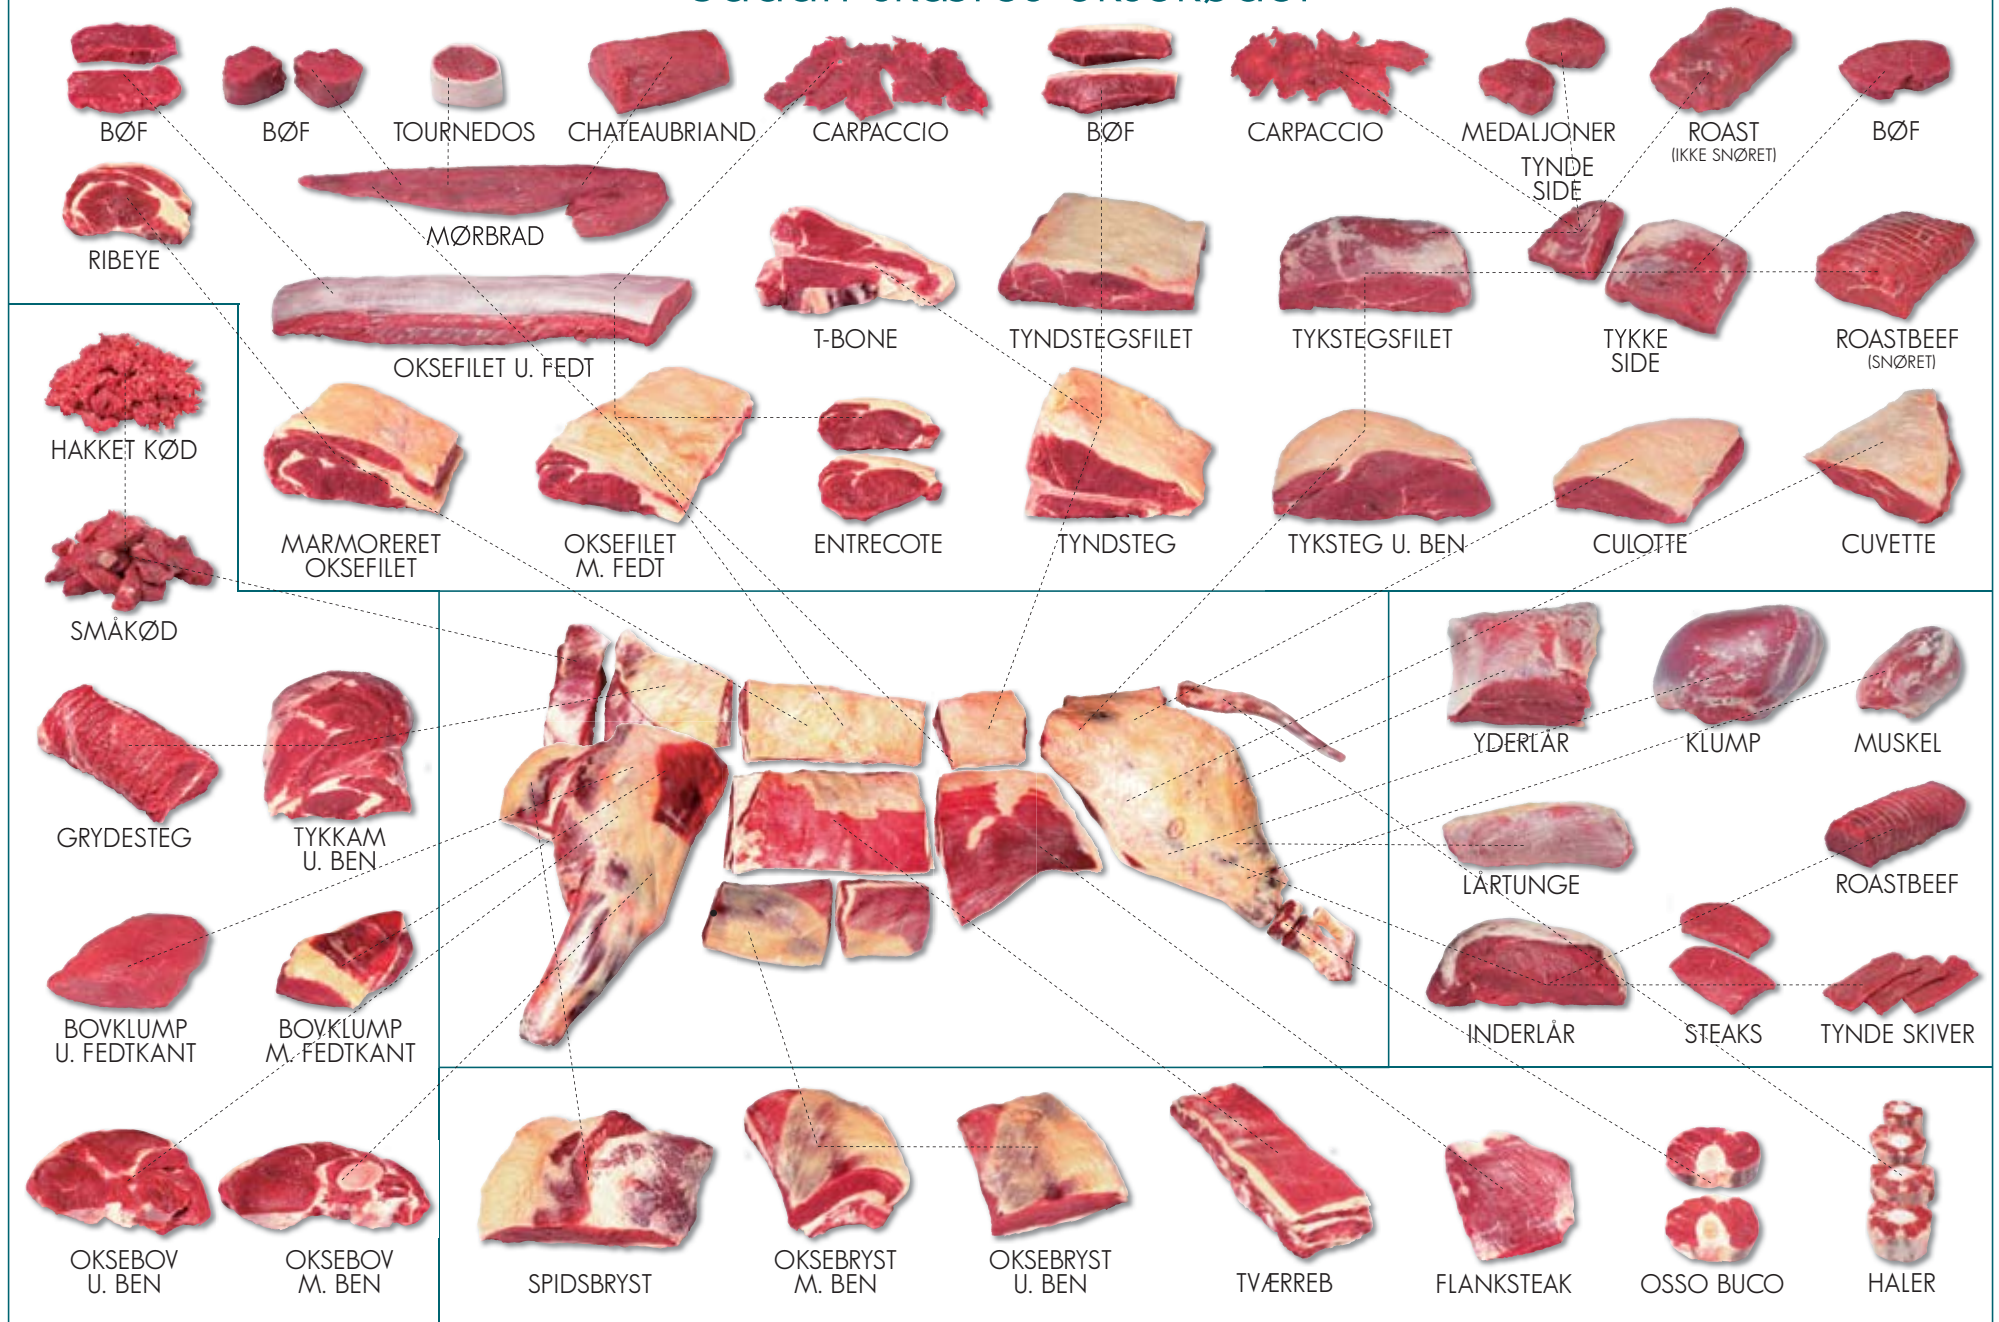 BØF
BØF
TOURNEDOS
CHATEAUBRIAND
CARPACCIO
BØF
CARPACCIO
MEDALJONER
ROAST
(IKKE SNØRET)
BØF
RIBEYE
MØRBRAD
TYNDE
SIDE
OKSEFILET U. FEDT
T-BONE
TYNDSTEGSFILET
TYKSTEGSFILET
TYKKE
SIDE
ROASTBEEF
(SNØRET)
HAKKET KØD
MARMORERET
OKSEFILET
OKSEFILET
M. FEDT
ENTRECOTE
TYNDSTEG
TYKSTEG U. BEN
CULOTTE
CUVETTE
SMÅKØD
GRYDESTEG
TYKKAM
U. BEN
YDERLÅR
KLUMP
MUSKEL
LÅRTUNGE
ROASTBEEF
BOVKLUMP
U. FEDTKANT
BOVKLUMP
M. FEDTKANT
INDERLÅR
STEAKS
TYNDE SKIVER
OKSEBOV
U. BEN
OKSEBOV
M. BEN
SPIDSBRYST
OKSEBRYST
M. BEN
OKSEBRYST
U. BEN
TVÆRREB
FLANKSTEAK
OSSO BUCO
HALER